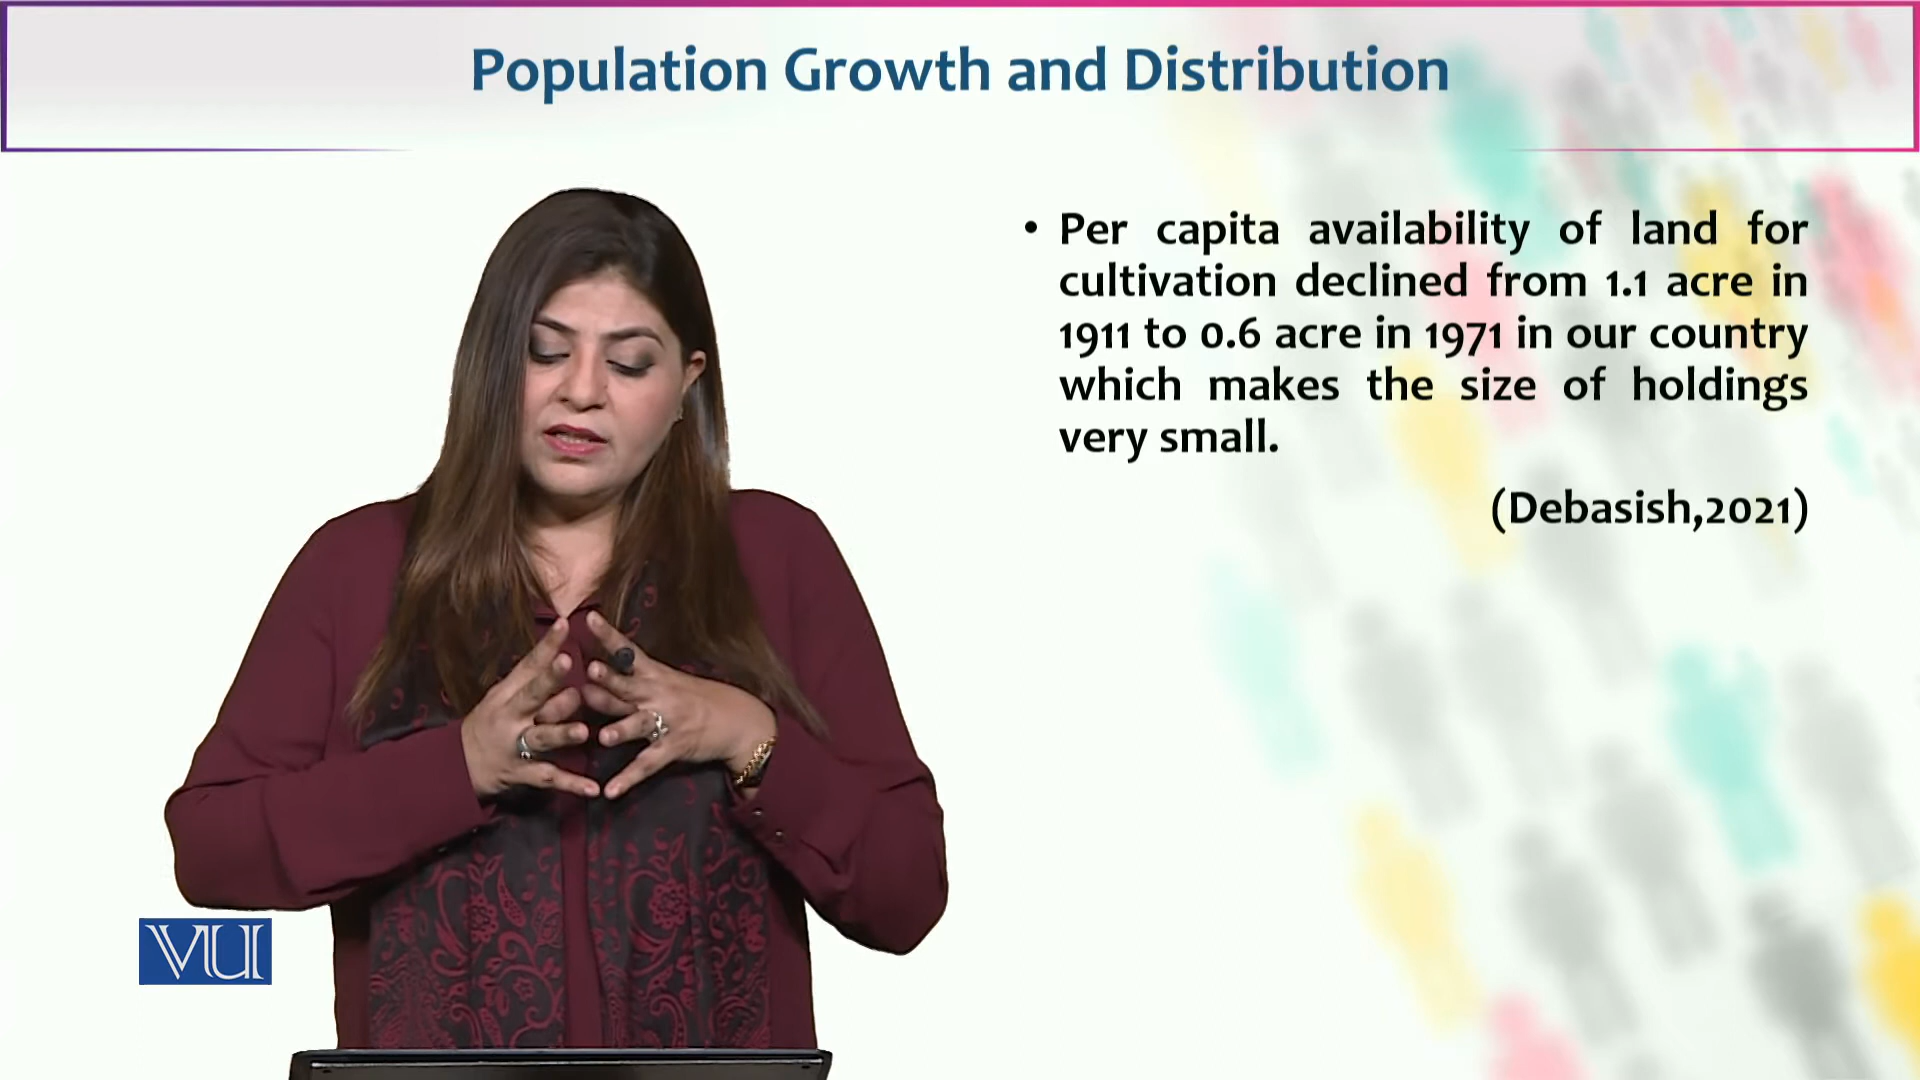 Population Growth and Distribution
• Per capita availability of land for
cultivation declined from 1.1 acre in
1911 to 0.6 acre in 1971 in our country
which makes the size of holdings
very small.
(Debasish,2021)
VU